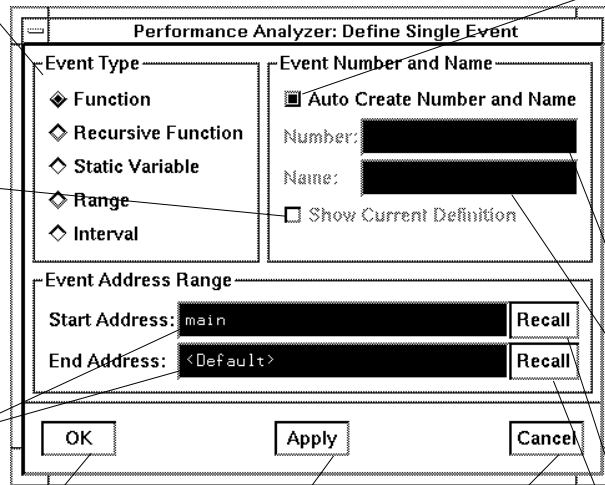 Performance Analyzer: Define Single Event
Event Type
Function
Recursive Function
Static Variable
Range
Interval
Event Number and Name
Auto Create Number and Name
Number:
Name:
Show Current Definition
Event Address Range
Start Address: main Recall
End Address: <Default> Recall
OK Apply Cancel